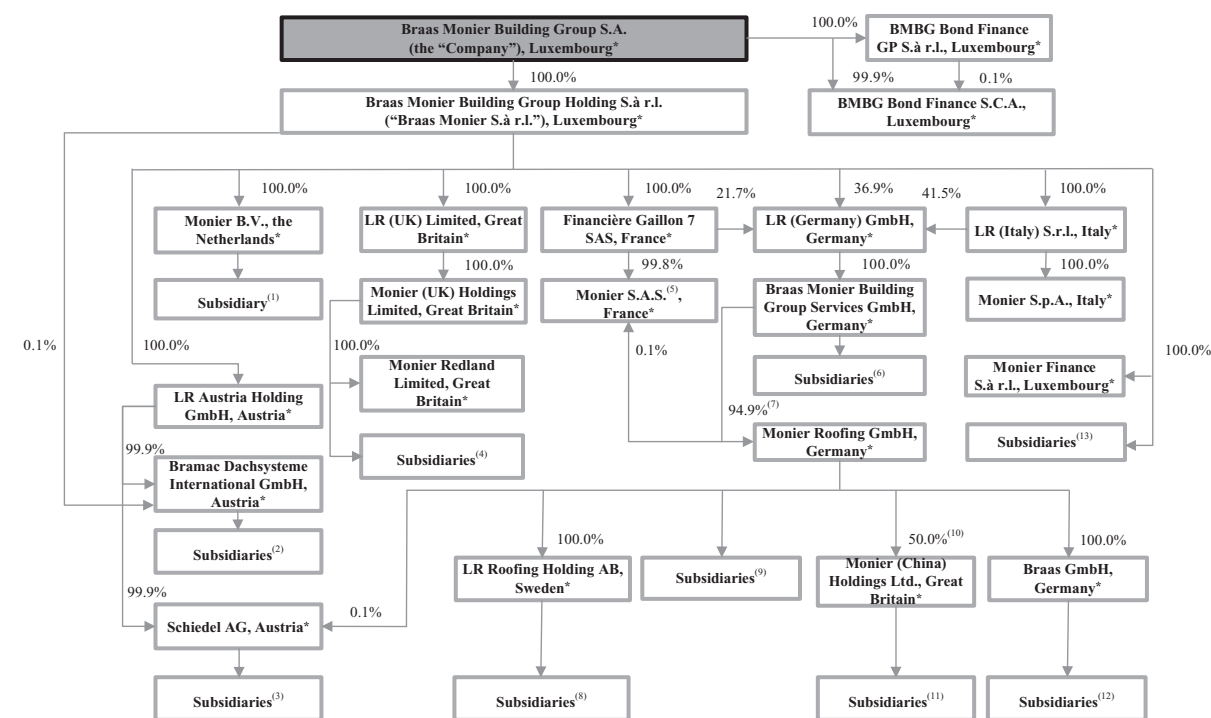 Braas Monier Building Group S.A.
(the “Company”), Luxembourg*
100.0%
BMBG Bond Finance
GP S.à r.l., Luxembourg*
100.0%
99.9%
0.1%
Braas Monier Building Group Holding S.à r.l.
(“Braas Monier S.à r.l.”), Luxembourg*
BMBG Bond Finance S.C.A.,
Luxembourg*
100.0%
100.0%
100.0%
21.7%
36.9%
41.5%
100.0%
Monier B.V., the
Netherlands*
LR (UK) Limited, Great
Britain*
Financière Gaillon 7
SAS, France*
LR (Germany) GmbH,
Germany*
LR (Italy) S.r.l., Italy*
100.0%
99.8%
100.0%
100.0%
Subsidiary(1)
Monier (UK) Holdings
Limited, Great Britain*
Monier S.A.S.(5),
France*
Braas Monier Building
Group Services GmbH,
Germany*
Monier S.p.A, Italy*
0.1%
100.0%
100.0%
0.1%
100.0%
Monier Redland
Limited, Great
Britain*
Subsidiaries(6)
Monier Finance
S.à r.l., Luxembourg*
LR Austria Holding
GmbH, Austria*
94.9%(7)
Monier Roofing GmbH,
Germany*
Subsidiaries(13)
99.9%
Subsidiaries(4)
Bramac Dachsysteme
International GmbH,
Austria*
Subsidiaries(2)
100.0%
50.0%(10)
100.0%
LR Roofing Holding AB,
Sweden*
Subsidiaries(9)
Monier (China)
Holdings Ltd., Great
Britain*
Braas GmbH,
Germany*
99.9%
0.1%
Schiedel AG, Austria*
Subsidiaries(3)
Subsidiaries(8)
Subsidiaries(11)
Subsidiaries(12)